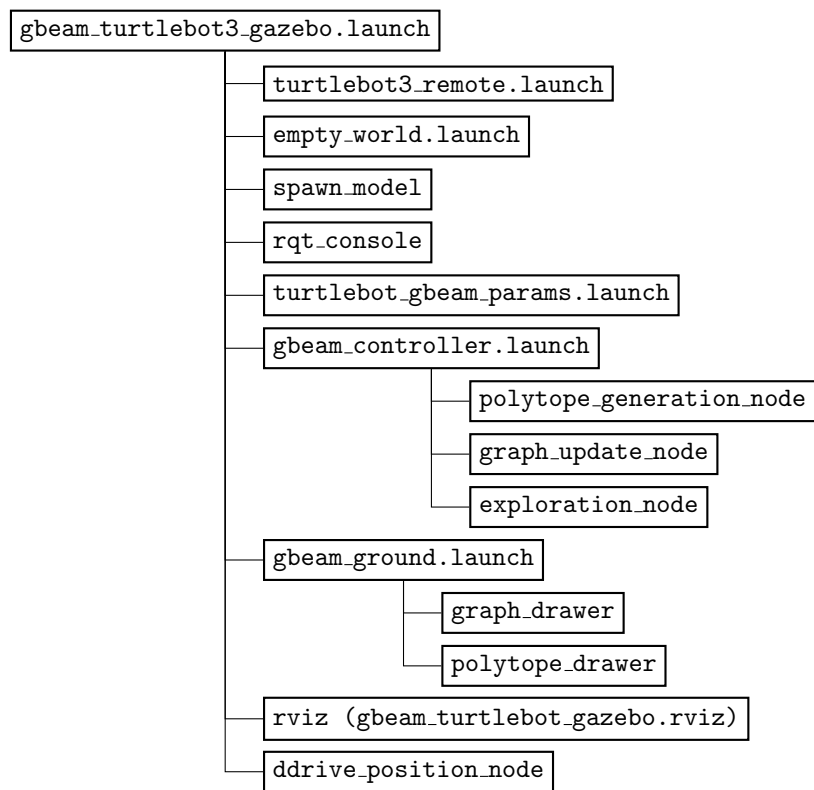 gbeam_turtlebot3_gazebo.launch
turtlebot3_remote.launch
empty_world.launch
spawn_model
rqt_console
turtlebot_gbeam_params.launch
gbeam_controller.launch
polytope_generation_node
graph_update_node
exploration_node
gbeam_ground.launch
graph_drawer
polytope_drawer
rviz (gbeam_turtlebot_gazebo.rviz)
ddrive_position_node